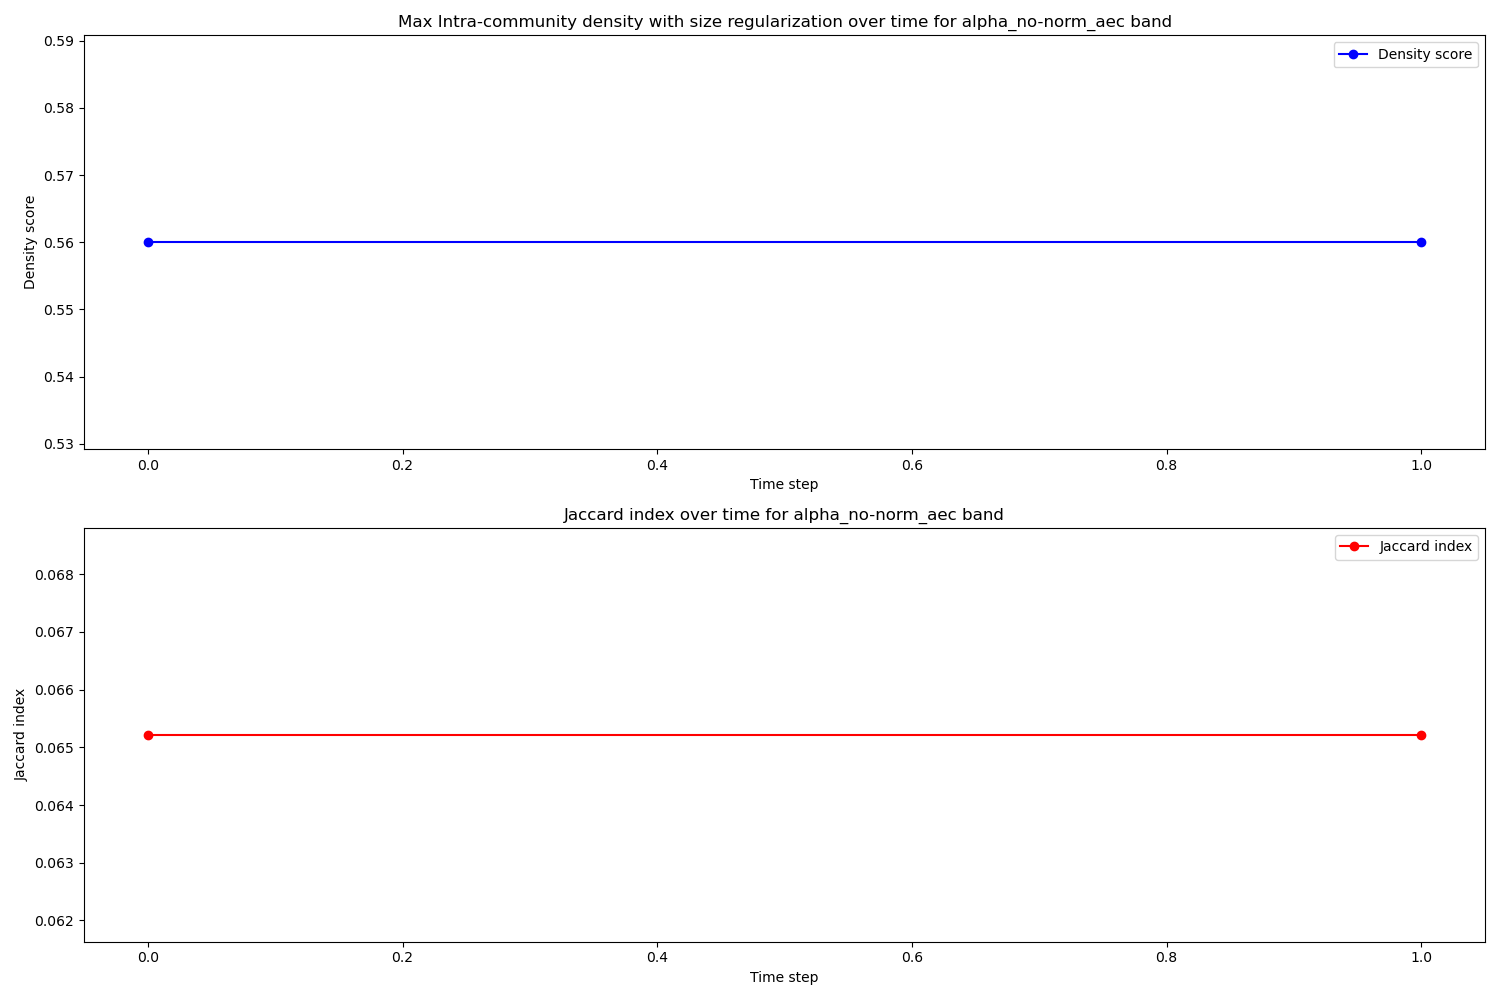 Max Intra-community density with size regularization over time for alpha_no-norm_aec band
Density score
0.59
0.58
0.57
0.56
0.55
0.54
0.53
Density score
0.0 0.2 0.4 0.6 0.8 1.0
Time step
Jaccard index over time for alpha_no-norm_aec band
Jaccard index
0.068
0.067
0.066
0.065
0.064
0.063
0.062
Jaccard index
0.0 0.2 0.4 0.6 0.8 1.0
Time step